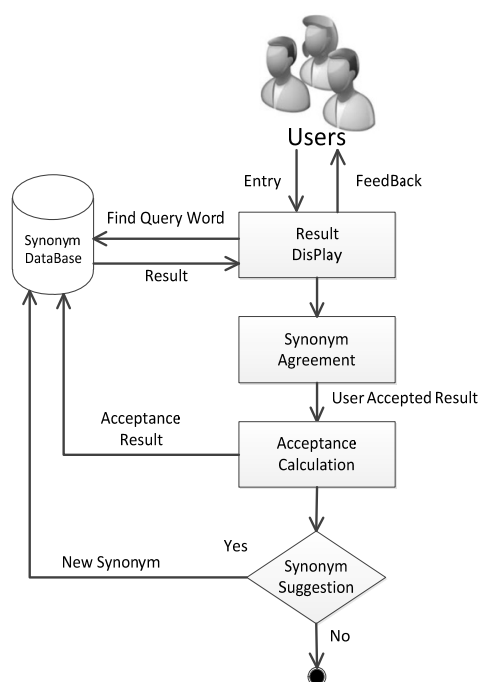 Users
Entry
FeedBack
Find Query Word
Synonym
DataBase
Result
DisPlay
Result
Synonym
Agreement
User Accepted Result
Acceptance
Result
Acceptance
Calculation
Yes
New Synonym
Synonym
Suggestion
No